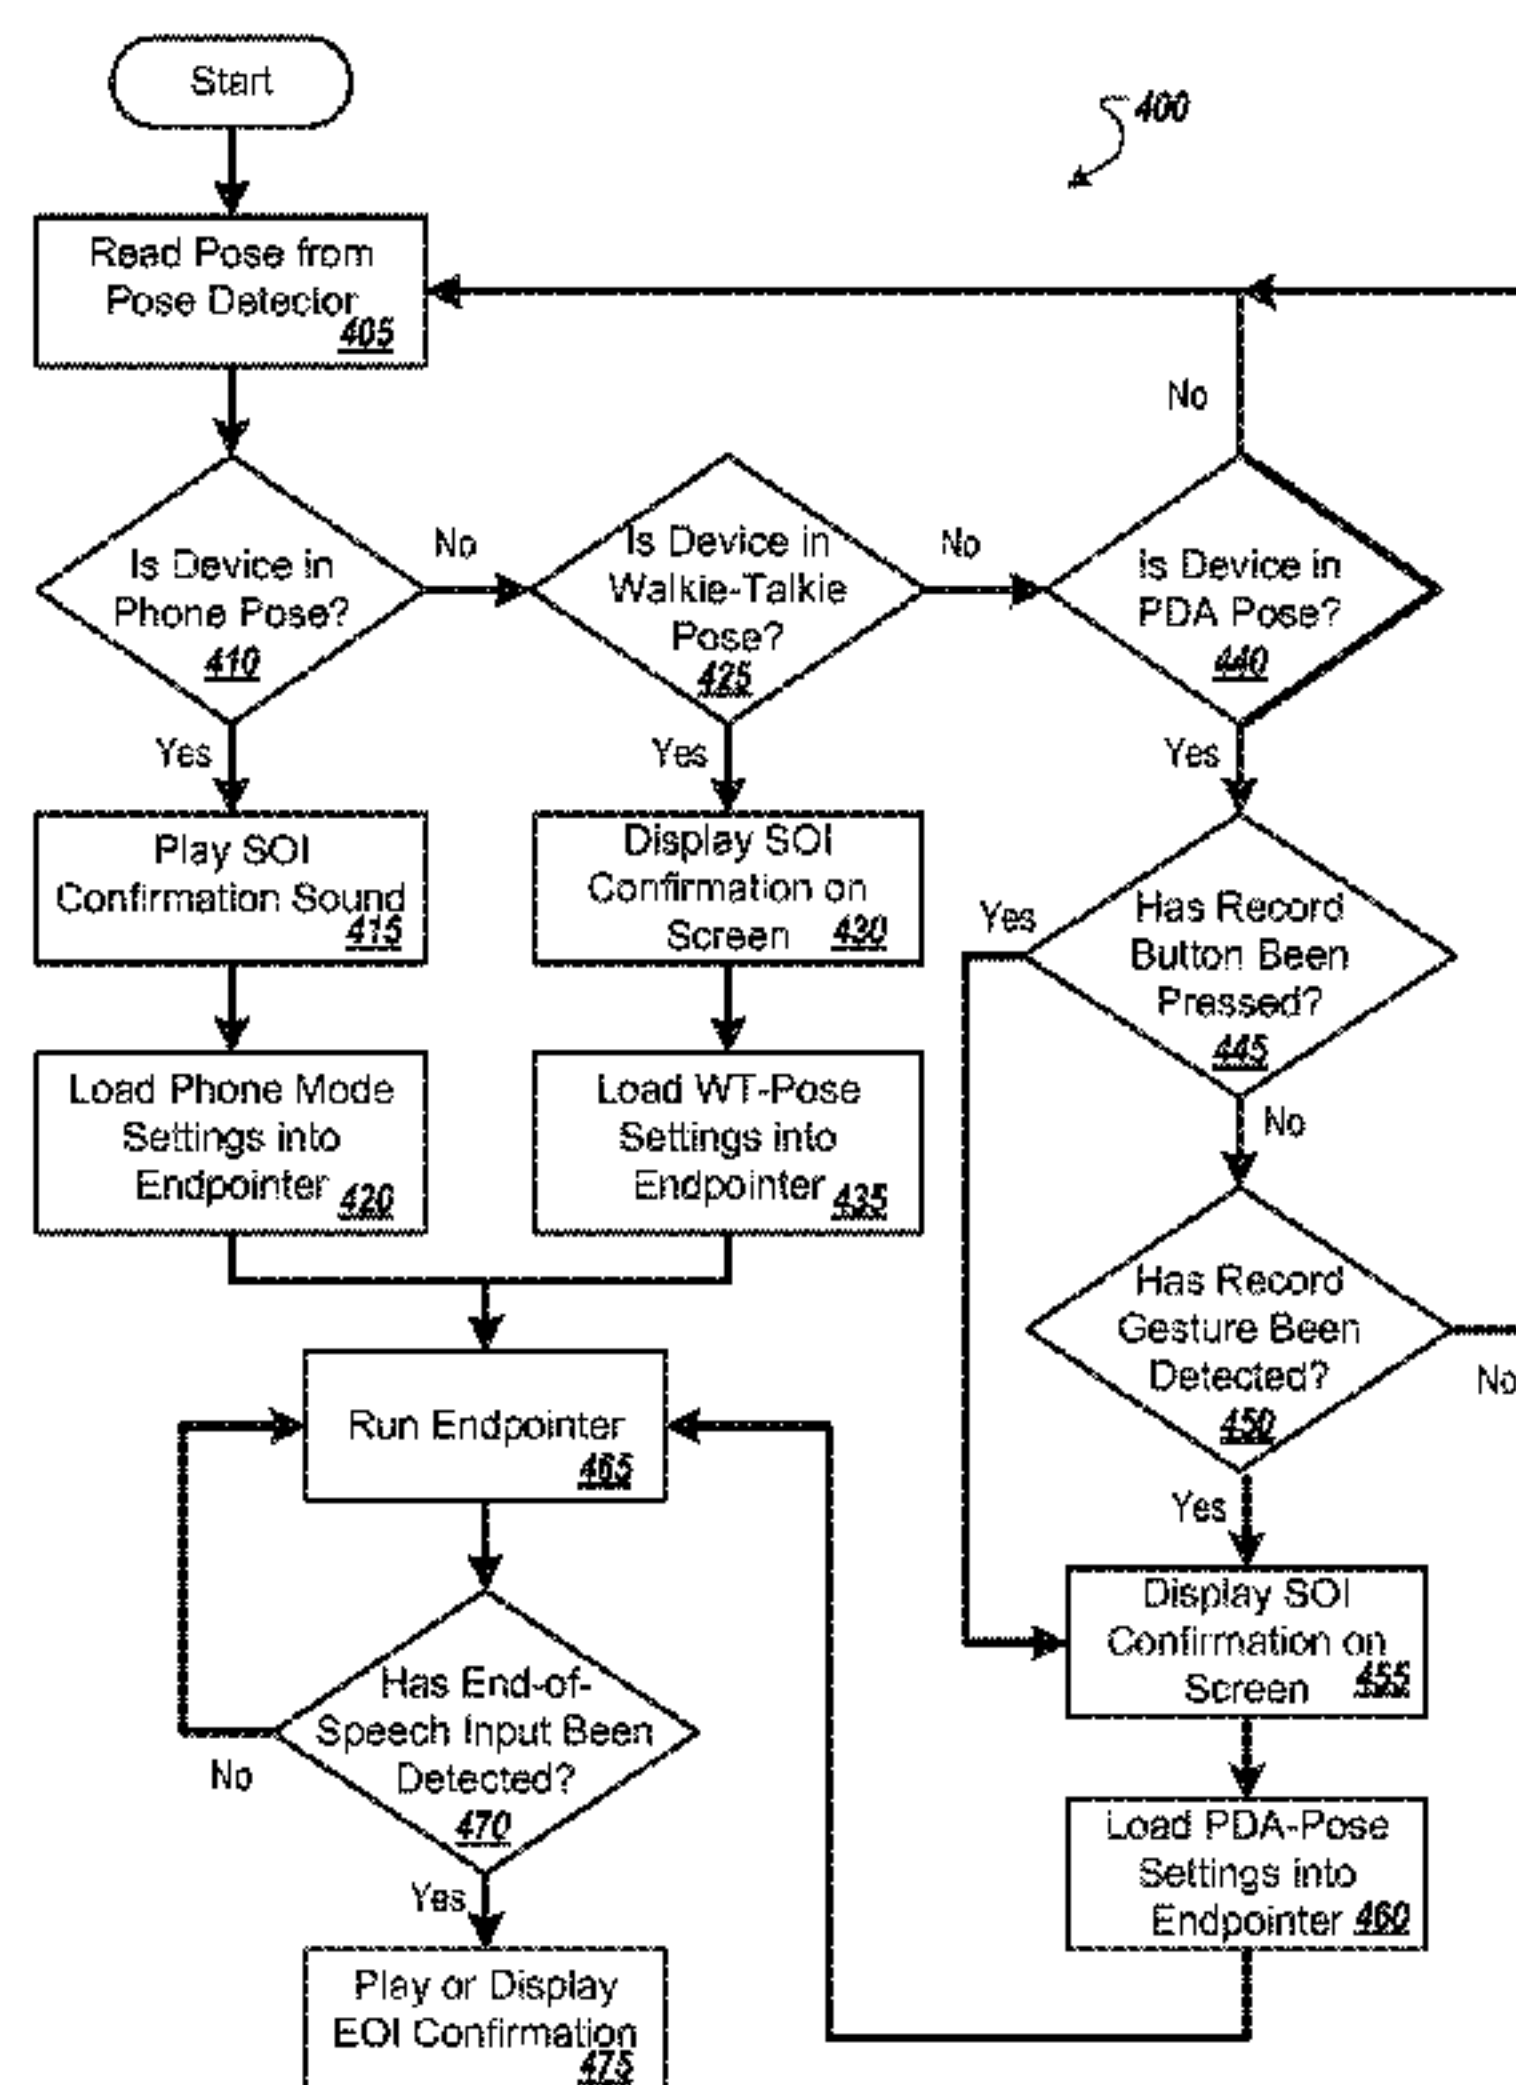 Start
400
Read Pose from
Pose Detector
405
No
Is Device in
Phone Pose?
410
No
Is Device in
Walkie-Talkie
Pose?
425
No
Is Device in
PDA Pose?
440
Yes
Yes
Yes
Play SOI
Confirmation Sound
415
Display SOI
Confirmation on
Screen 430
Yes
Has Record
Button Been
Pressed?
445
Load Phone Mode
Settings into
Endpointer 420
Load WT-Pose
Settings into
Endpointer 435
No
Has Record
Gesture Been
Detected?
450
No
Run Endpointer
465
Yes
Display SOI
Confirmation on
Screen 455
Has End-of-
Speech Input Been
Detected?
470
No
Load PDA-Pose
Settings into
Endpointer 460
Yes
Play or Display
EOI Confirmation
475